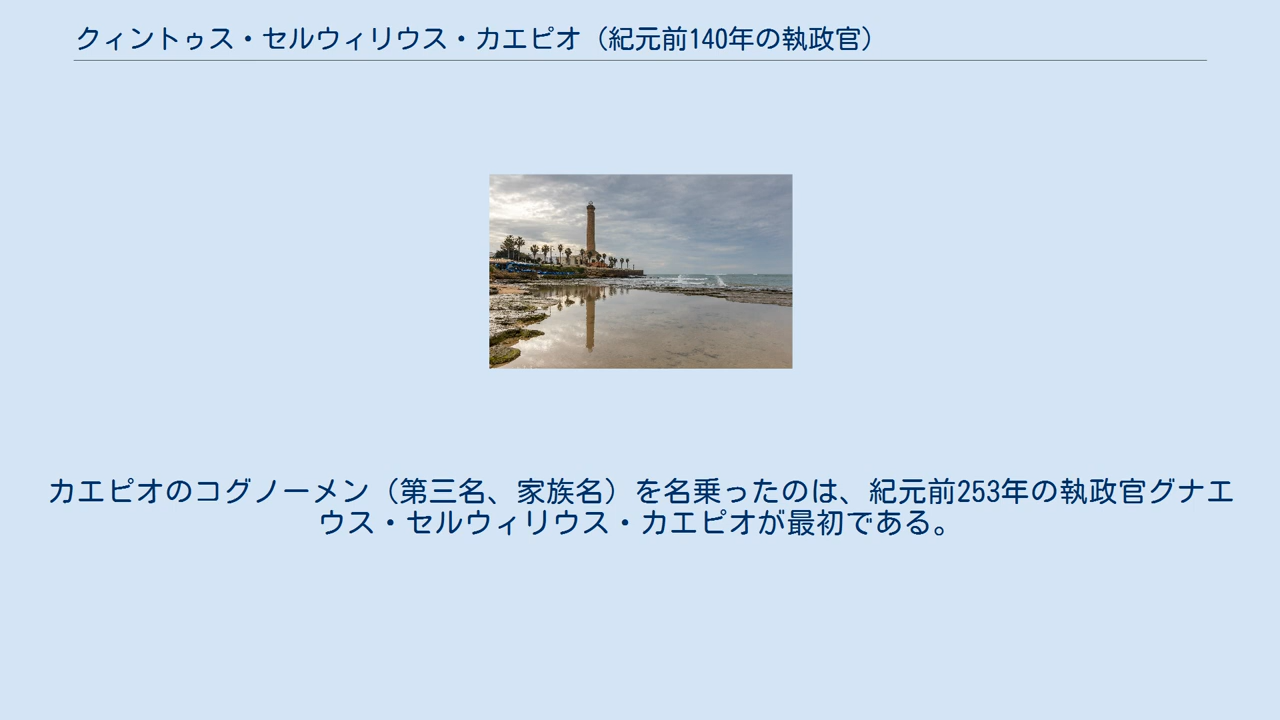 クィントゥス・セルウィリウス・カエピオ（紀元前140年の執政官）
カエピオのコグノーメン（第三名、家族名）を名乗ったのは、紀元前253年の執政官グナエ
ウス・セルウィリウス・カエピオが最初である。